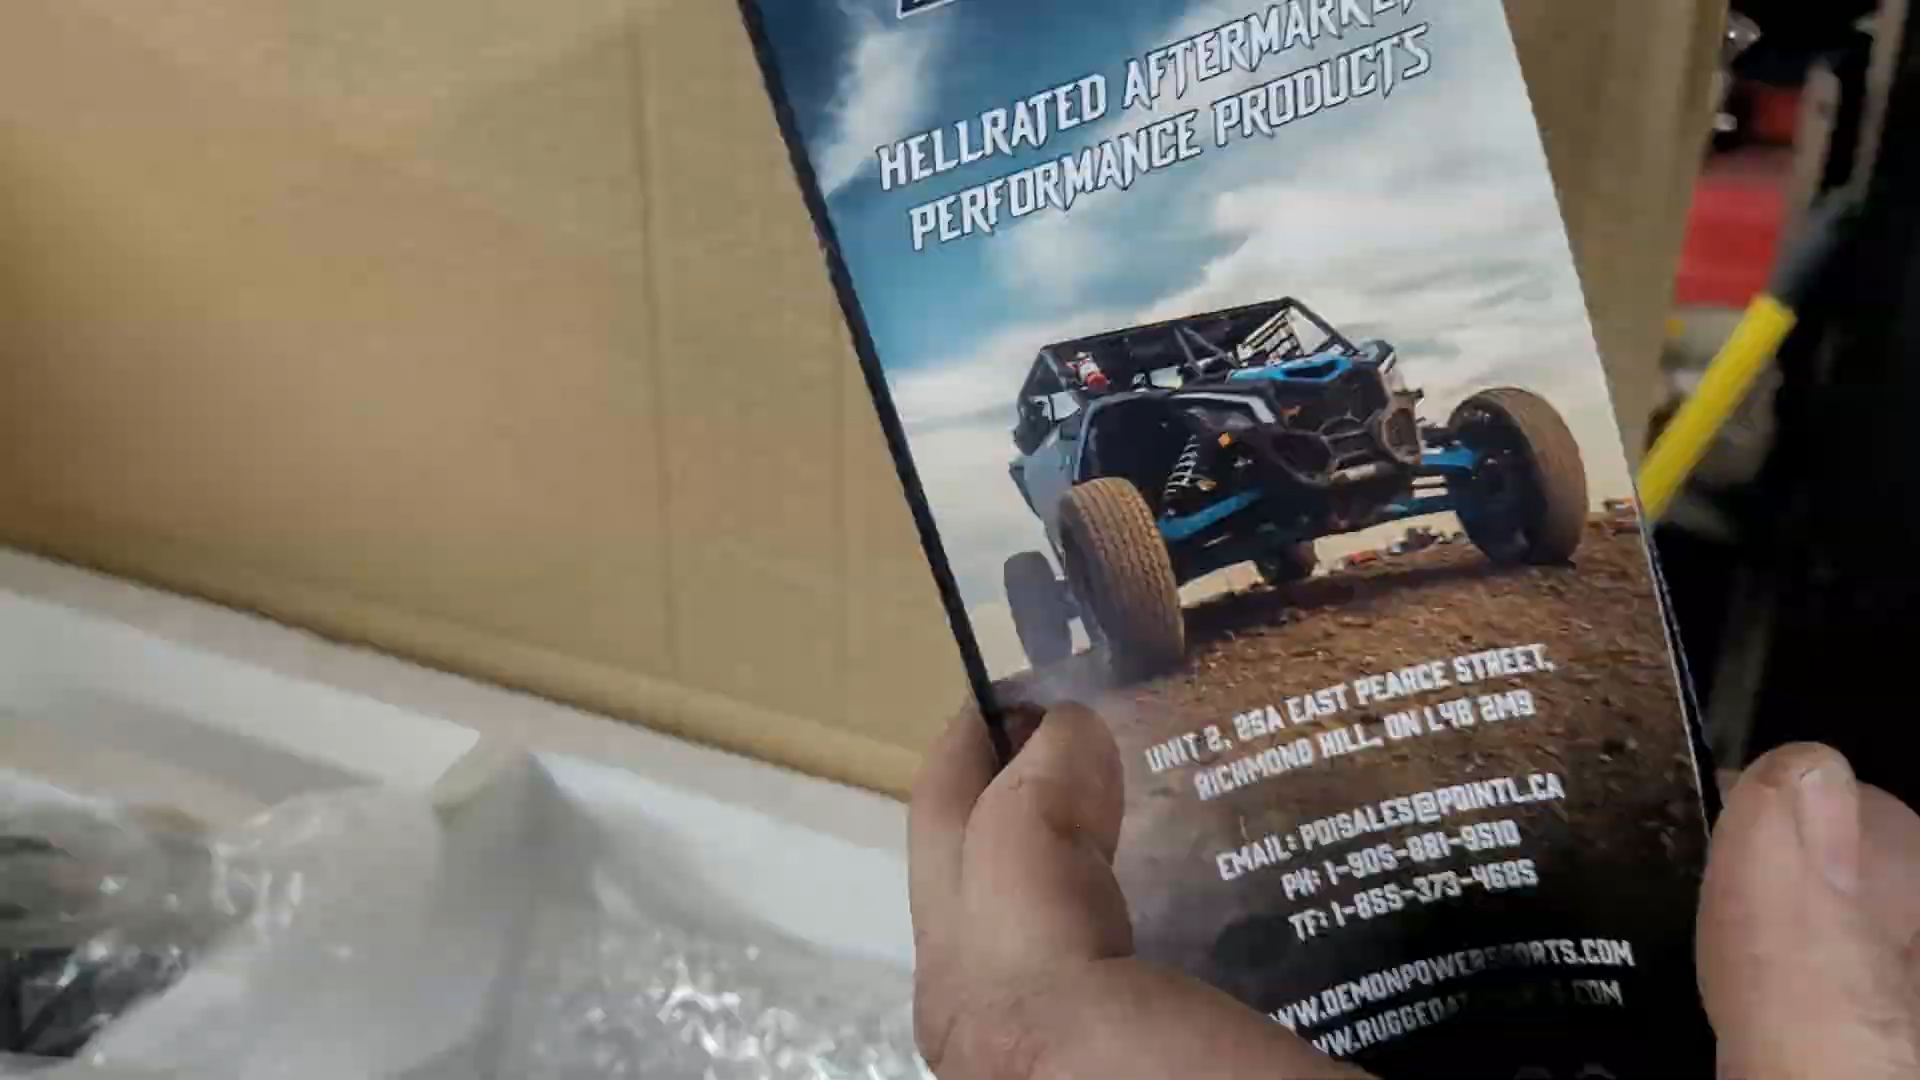 HELLRATED AFTERMARKET
PERFORMANCE PRODUCTS
UNIT 2, 25A EAST PEARCE STREET,
RICHMOND HILL, ON L4B 2M9
EMAIL: PDISALES@POINTL.CA
PH: 1-905-881-9510
TF: 1-855-373-4685
WWW.DEMONPOWERSPORTS.COM